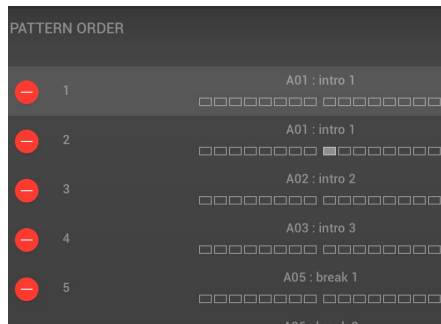 PATTERN ORDER
1 A01 : intro 1
2 A01 : intro 1
3 A02 : intro 2
4 A03 : intro 3
5 A05 : break 1